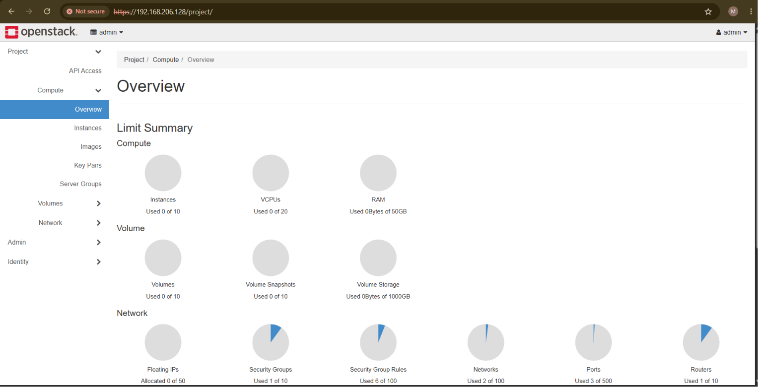 Not secure https://192.168.206.128/project/ M
openstack. admin admin
Project
API Access
Compute
Overview
Instances
Images
Key Pairs
Server Groups
Volumes
Network
Admin
Identity
Project / Compute / Overview
Overview
Limit Summary
Compute
Instances VCPUs RAM
Used 0 of 10 Used 0 of 20 Used 0Bytes of 50GB
Volume
Volumes Volume Snapshots Volume Storage
Used 0 of 10 Used 0 of 10 Used 0Bytes of 1000GB
Network
Floating IPs Security Groups Security Group Rules Networks Ports Routers
Allocated 0 of 50 Used 1 of 10 Used 6 of 100 Used 2 of 100 Used 3 of 500 Used 1 of 10